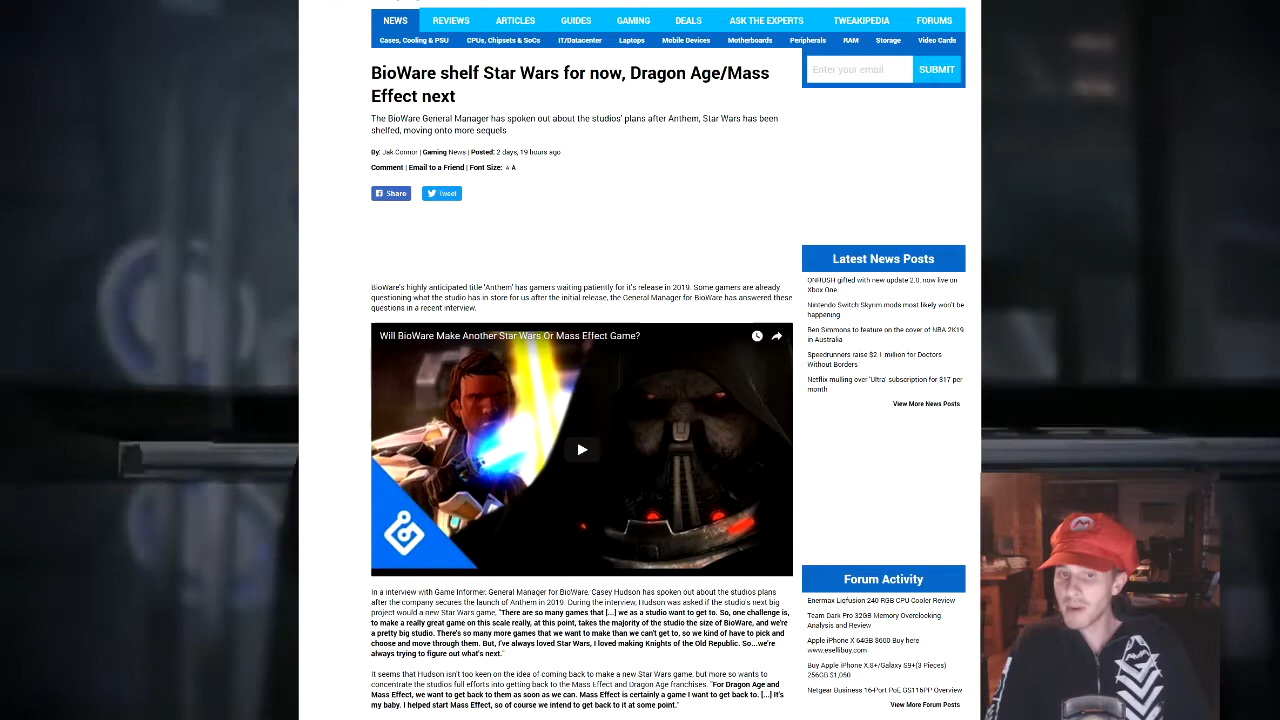 NEWS REVIEWS ARTICLES GUIDES GAMING DEALS ASK THE EXPERTS TWEAKIPEDIA FORUMS
Cases, Cooling & PSU CPUs, Chipsets & SoCs IT/Datacenter Laptops Mobile Devices Motherboards Peripherals RAM Storage Video Cards
Enter your email SUBMIT
BioWare shelf Star Wars for now, Dragon Age/Mass
Effect next
The BioWare General Manager has spoken out about the studios' plans after Anthem, Star Wars has been
shelfed, moving onto more sequels
By: Jak Connor | Gaming News | Posted: 2 days, 19 hours ago
Comment | Email to a Friend | Font Size: A A
Share Tweet
BioWare's highly anticipated title 'Anthem' has gamers waiting patiently for it's release in 2019. Some gamers are already
questioning what the studio has in store for us after the initial release, the General Manager for BioWare has answered these
questions in a recent interview.
Will BioWare Make Another Star Wars Or Mass Effect Game?
In a interview with Game Informer, General Manager for BioWare, Casey Hudson has spoken out about the studios plans
after the company secures the launch of Anthem in 2019. During the interview, Hudson was asked if the studio's next big
project would a new Star Wars game, "There are so many games that [...] we as a studio want to get to. So, one challenge is,
to make a really great game on this scale really, at this point, takes the majority of the studio the size of BioWare, and we're
a pretty big studio. There's so many more games that we want to make than we can't get to, so we kind of have to pick and
choose and move through them. But, I've always loved Star Wars, I loved making Knights of the Old Republic. So...we're
always trying to figure out what's next."
It seems that Hudson isn't too keen on the idea of coming back to make a new Star Wars game, but more so wants to
concentrate the studios full efforts into getting back to the Mass Effect and Dragon Age franchises. "For Dragon Age and
Mass Effect, we want to get back to them as soon as we can. Mass Effect is certainly a game I want to get back to. [...] It's
my baby. I helped start Mass Effect, so of course we intend to get back to it at some point."
Latest News Posts
ONRUSH gifted with new update 2.0, now live on
Xbox One
Nintendo Switch Skyrim mods most likely won't be
happening
Ben Simmons to feature on the cover of NBA 2K19
in Australia
Speedrunners raise $2.1 million for Doctors
Without Borders
Netflix mulling over 'Ultra' subscription for $17 per
month
View More News Posts
Forum Activity
Enermax Liqfusion 240 RGB CPU Cooler Review
Team Dark Pro 32GB Memory Overclocking
Analysis and Review
Apple iPhone X 64GB $600 Buy here
www.esellibuy.com
Buy Apple iPhone X,8+/Galaxy S9+(3 Pieces)
256GB $1,050
Netgear Business 16-Port PoE GS116PP Overview
View More Forum Posts
M